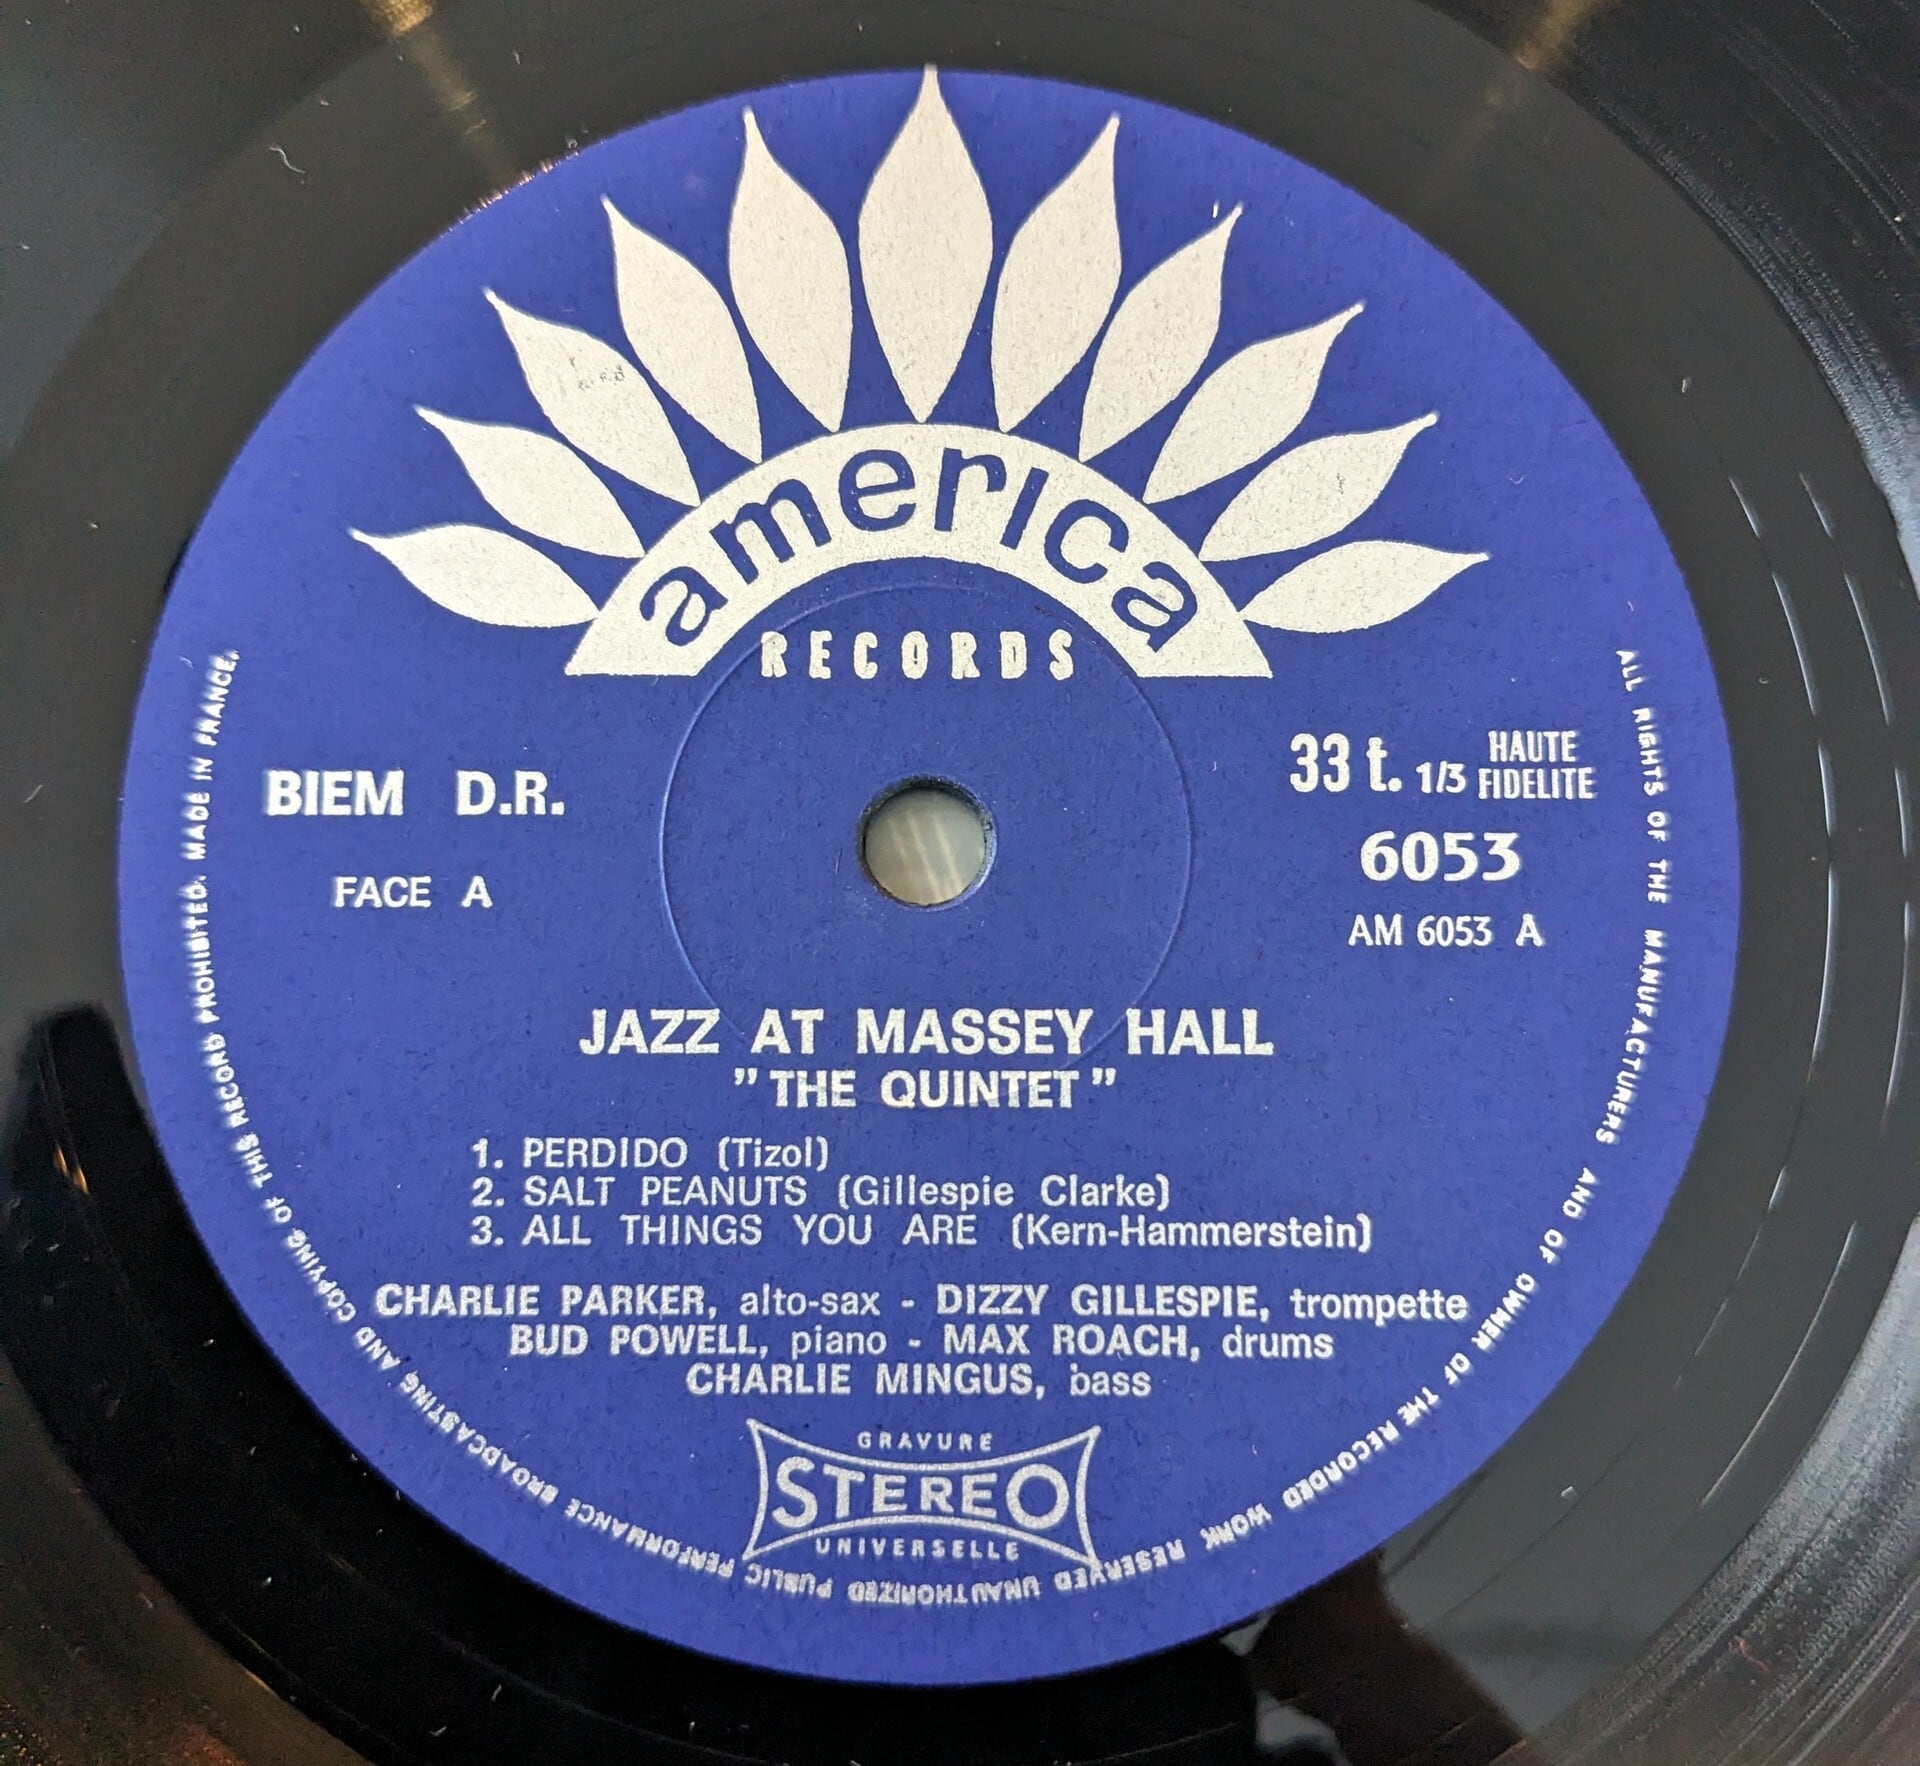 america
RECORDS
BIEM D.R.
FACE A
33 t. 1/3 HAUTE FIDELITE
6053
AM 6053 A
JAZZ AT MASSEY HALL
"THE QUINTET"
1. PERDIDO (Tizol)
2. SALT PEANUTS (Gillespie Clarke)
3. ALL THINGS YOU ARE (Kern-Hammerstein)
CHARLIE PARKER, alto-sax - DIZZY GILLESPIE, trompette
BUD POWELL, piano - MAX ROACH, drums
CHARLIE MINGUS, bass
GRAVURE
STEREO
UNIVERSELLE
ALL RIGHTS OF THE MANUFACTURERS AND OF OWNER OF THE RECORDED WORK RESERVED UNAUTHORIZED PUBLIC PERFORMANCE BROADCASTING AND COPYING OF THIS RECORD PROHIBITED. MADE IN FRANCE.